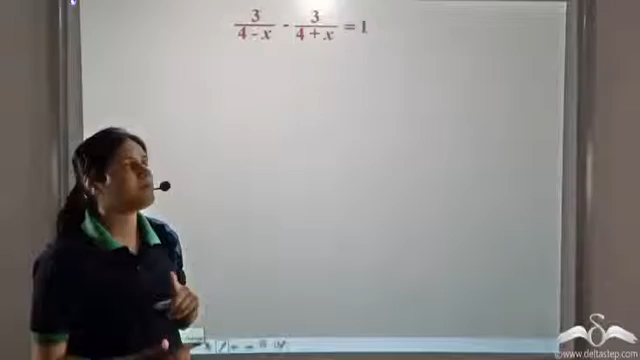 3/(4 - x) - 3/(4 + x) = 1
© www.deltastep.com